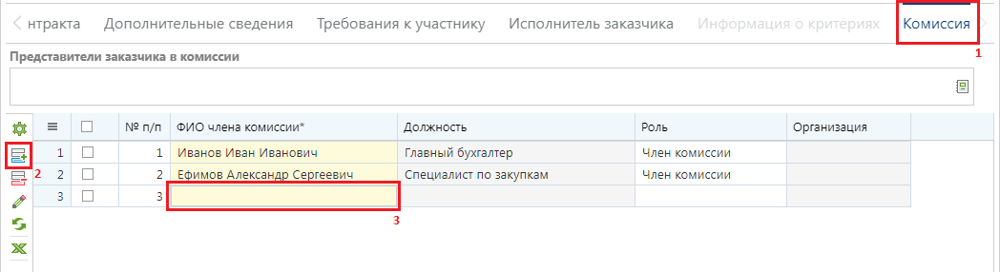 нтракта Дополнительные сведения Требования к участнику Исполнитель заказчика Информация о критериях Комиссия
1
Представители заказчика в комиссии
№ п/п ФИО члена комиссии* Должность Роль Организация
1 1 Иванов Иван Иванович Главный бухгалтер Член комиссии
2 2 2 Ефимов Александр Сергеевич Специалист по закупкам Член комиссии
3 3
3